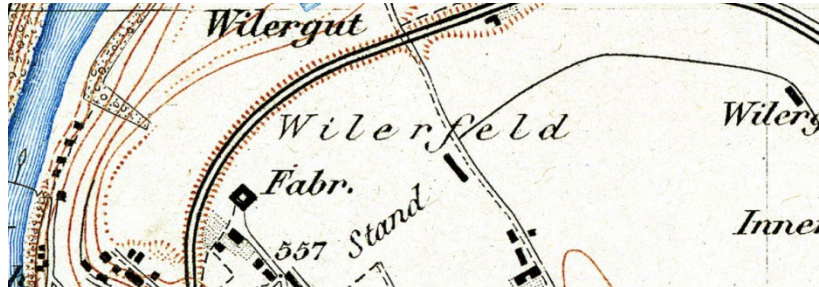 Wilergut
Wilerfeld
Wilerg
Fabr.
Stand
557
Inner
h